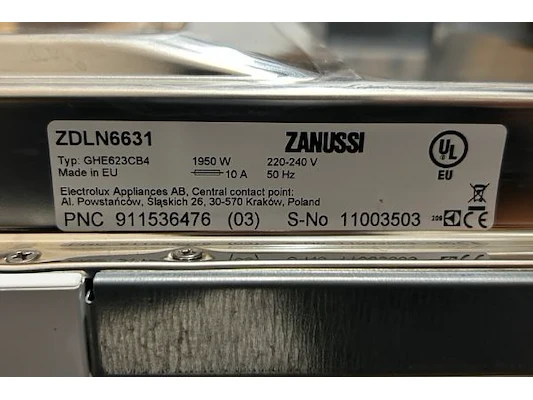 ZDLN6631 ZANUSSI UL
Typ: GHE623CB4 1950 W 220-240 V EU
Made in EU 10 A 50 Hz
Electrolux Appliances AB, Central contact point:
Al. Powstańców, Śląskich 26, 30-570 Kraków, Poland
PNC 911536476 (03) S-No 11003503 CE